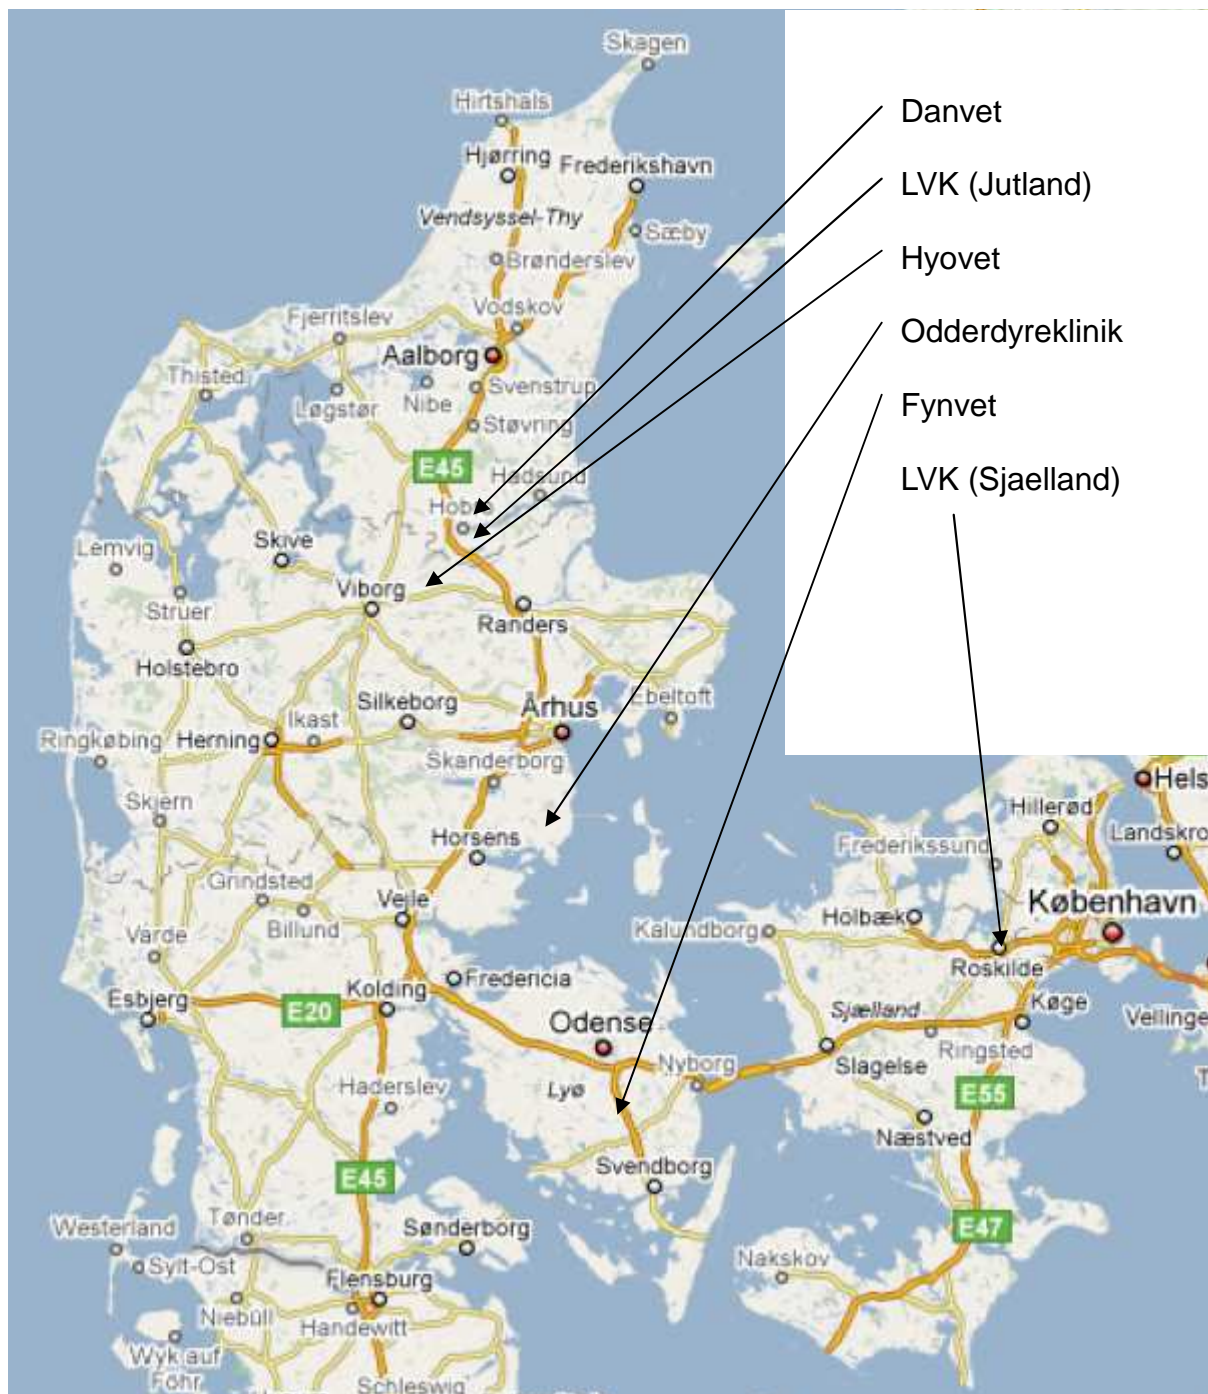 Skagen
Hirtshals
Hjørring
Frederikshavn
Vendsyssel-Thy
Sæby
Brønderslev
Vodskov
Fjerritslev
Aalborg
Thisted
Løgstør
Nibe
Svenstrup
Støvring
E45
Hadsund
Hobro
Skive
Lemvig
Viborg
Struer
Randers
Holstebro
Silkeborg
Århus
Ebeltoft
Ikast
Ringkøbing
Herning
Skanderborg
Skjern
Horsens
Grindsted
Vejle
Billund
Varde
Fredericia
Esbjerg
E20
Kolding
Odense
Nyborg
Haderslev
Lyø
Svendborg
E45
Tønder
Sønderborg
Westerland
Sylt-Ost
Flensburg
Niebüll
Handewitt
Wyk auf
Föhr
Schleswig
Danvet
LVK (Jutland)
Hyovet
Odderdyreklinik
Fynvet
LVK (Sjaelland)
Hels
Hillerød
Landskro
Frederikssund
København
Holbæk
Kalundborg
Roskilde
Køge
Sjælland
Vellinge
Ringsted
Slagelse
E55
Næstved
E47
Nakskov
T